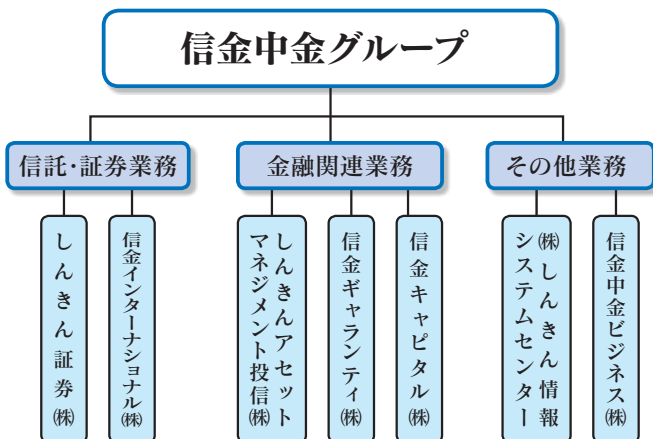 信金中金グループ
信託・証券業務
金融関連業務
その他業務
しんきん証券㈱
信金インターナショナル㈱
しんきんアセット
マネジメント投信㈱
信金ギャランティ㈱
信金キャピタル㈱
㈱しんきん情報
システムセンター
信金中金ビジネス㈱